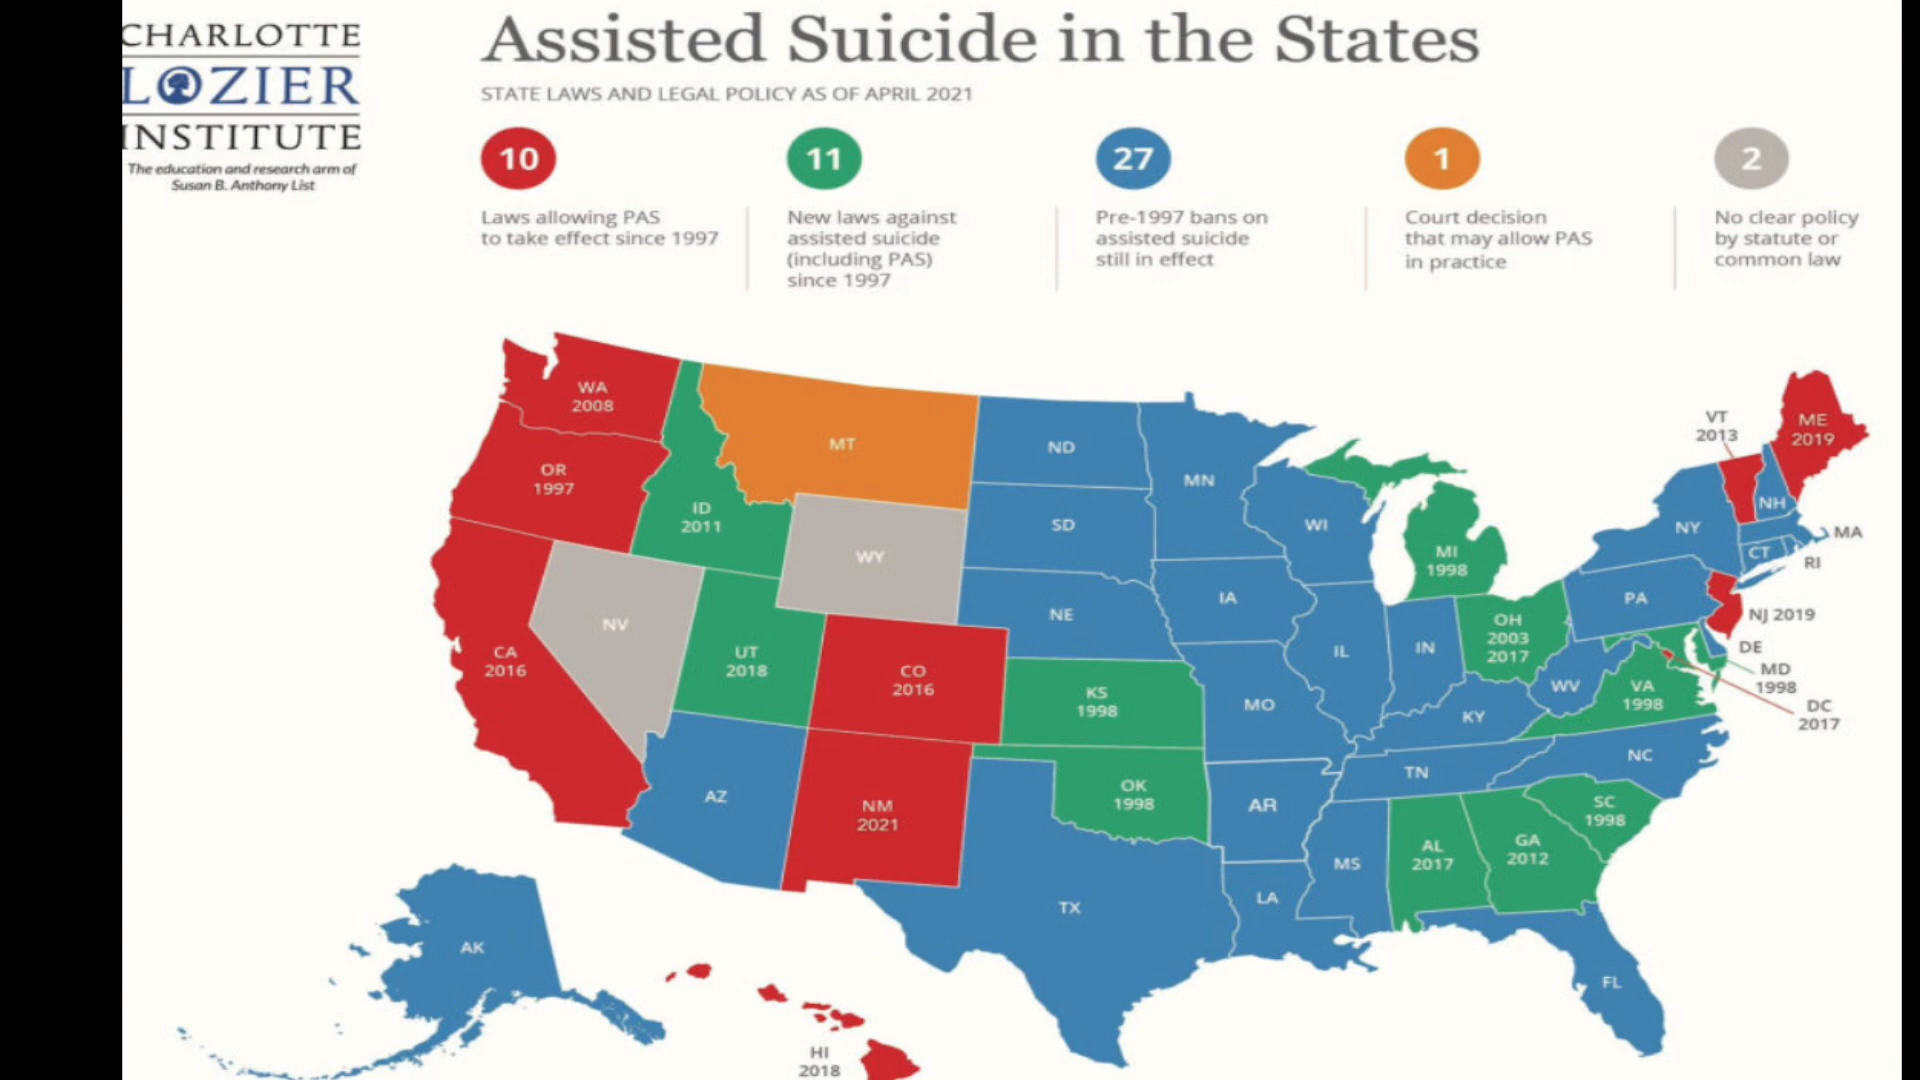 CHARLOTTE
LOZIER
INSTITUTE
The education and research arm of
Susan B. Anthony List
Assisted Suicide in the States
STATE LAWS AND LEGAL POLICY AS OF APRIL 2021
10
Laws allowing PAS
to take effect since 1997
11
New laws against
assisted suicide
(including PAS)
since 1997
27
Pre-1997 bans on
assisted suicide
still in effect
1
Court decision
that may allow PAS
in practice
2
No clear policy
by statute or
common law
WA
2008
OR
1997
CA
2016
NV
ID
2011
MT
WY
UT
2018
CO
2016
AZ
NM
2021
ND
SD
NE
KS
1998
OK
1998
TX
MN
IA
MO
AR
LA
WI
IL
MI
1998
IN
OH
2003
2017
KY
TN
MS
AL
2017
GA
2012
FL
SC
1998
NC
VA
1998
WV
PA
NY
VT
2013
NH
ME
2019
MA
CT
RI
NJ 2019
DE
MD
1998
DC
2017
AK
HI
2018